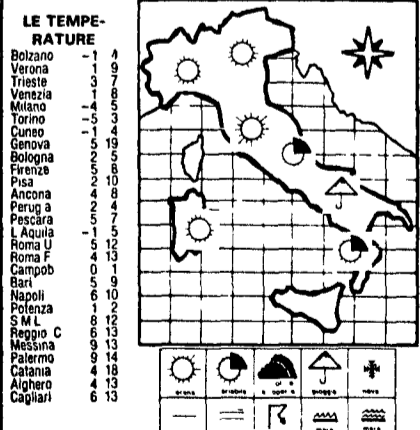 LE TEMPE-
RATURE
Bolzano -1 4
Verona 1 9
Trieste 3 7
Venezia 1 8
Milano -4 5
Torino -5 3
Cuneo -1 4
Genova 5 19
Bologna 2 5
Firenze 5 8
Pisa 2 10
Ancona 4 8
Perug a 2 4
Pescara 5 7
L Aquila -1 5
Roma U 5 12
Roma F 4 13
Campob 0 1
Bari 5 9
Napoli 6 10
Potenza 1 2
S M L 8 12
Reggio C 6 13
Messina 9 13
Palermo 9 14
Catania 4 18
Alghero 4 13
Cagliari 6 13